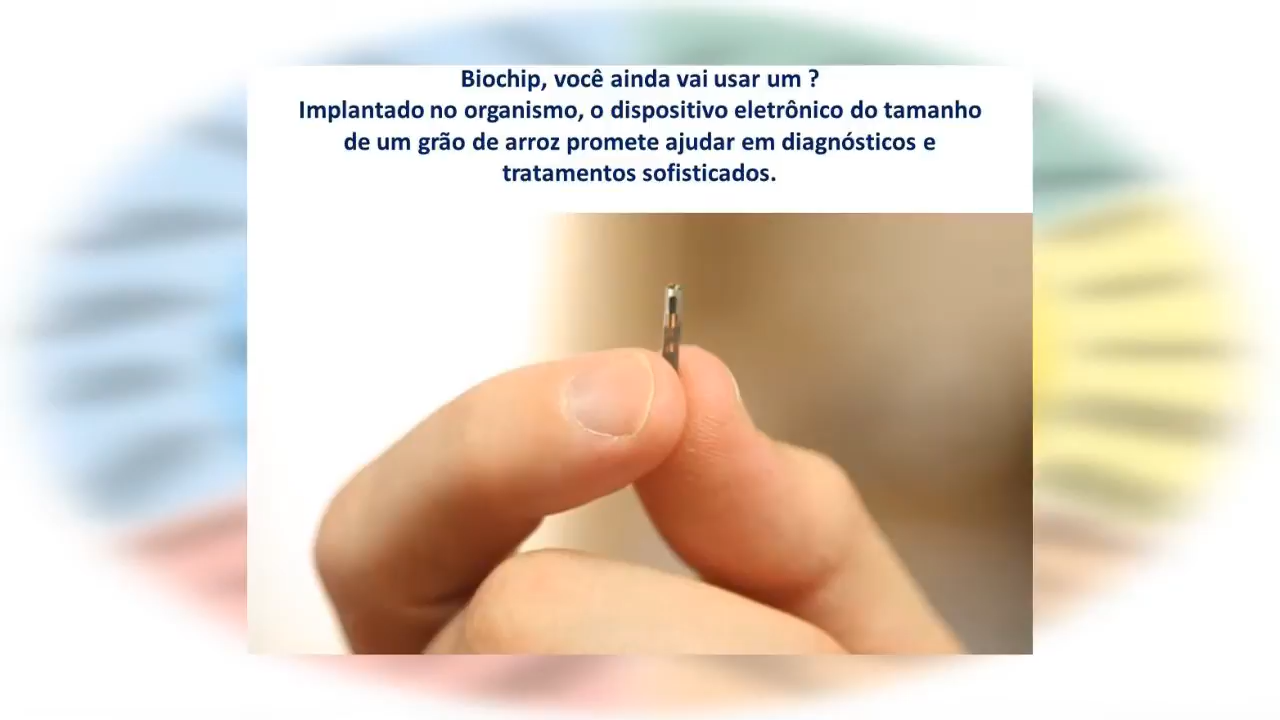 Biochip, você ainda vai usar um ?
Implantado no organismo, o dispositivo eletrônico do tamanho
de um grão de arroz promete ajudar em diagnósticos e
tratamentos sofisticados.